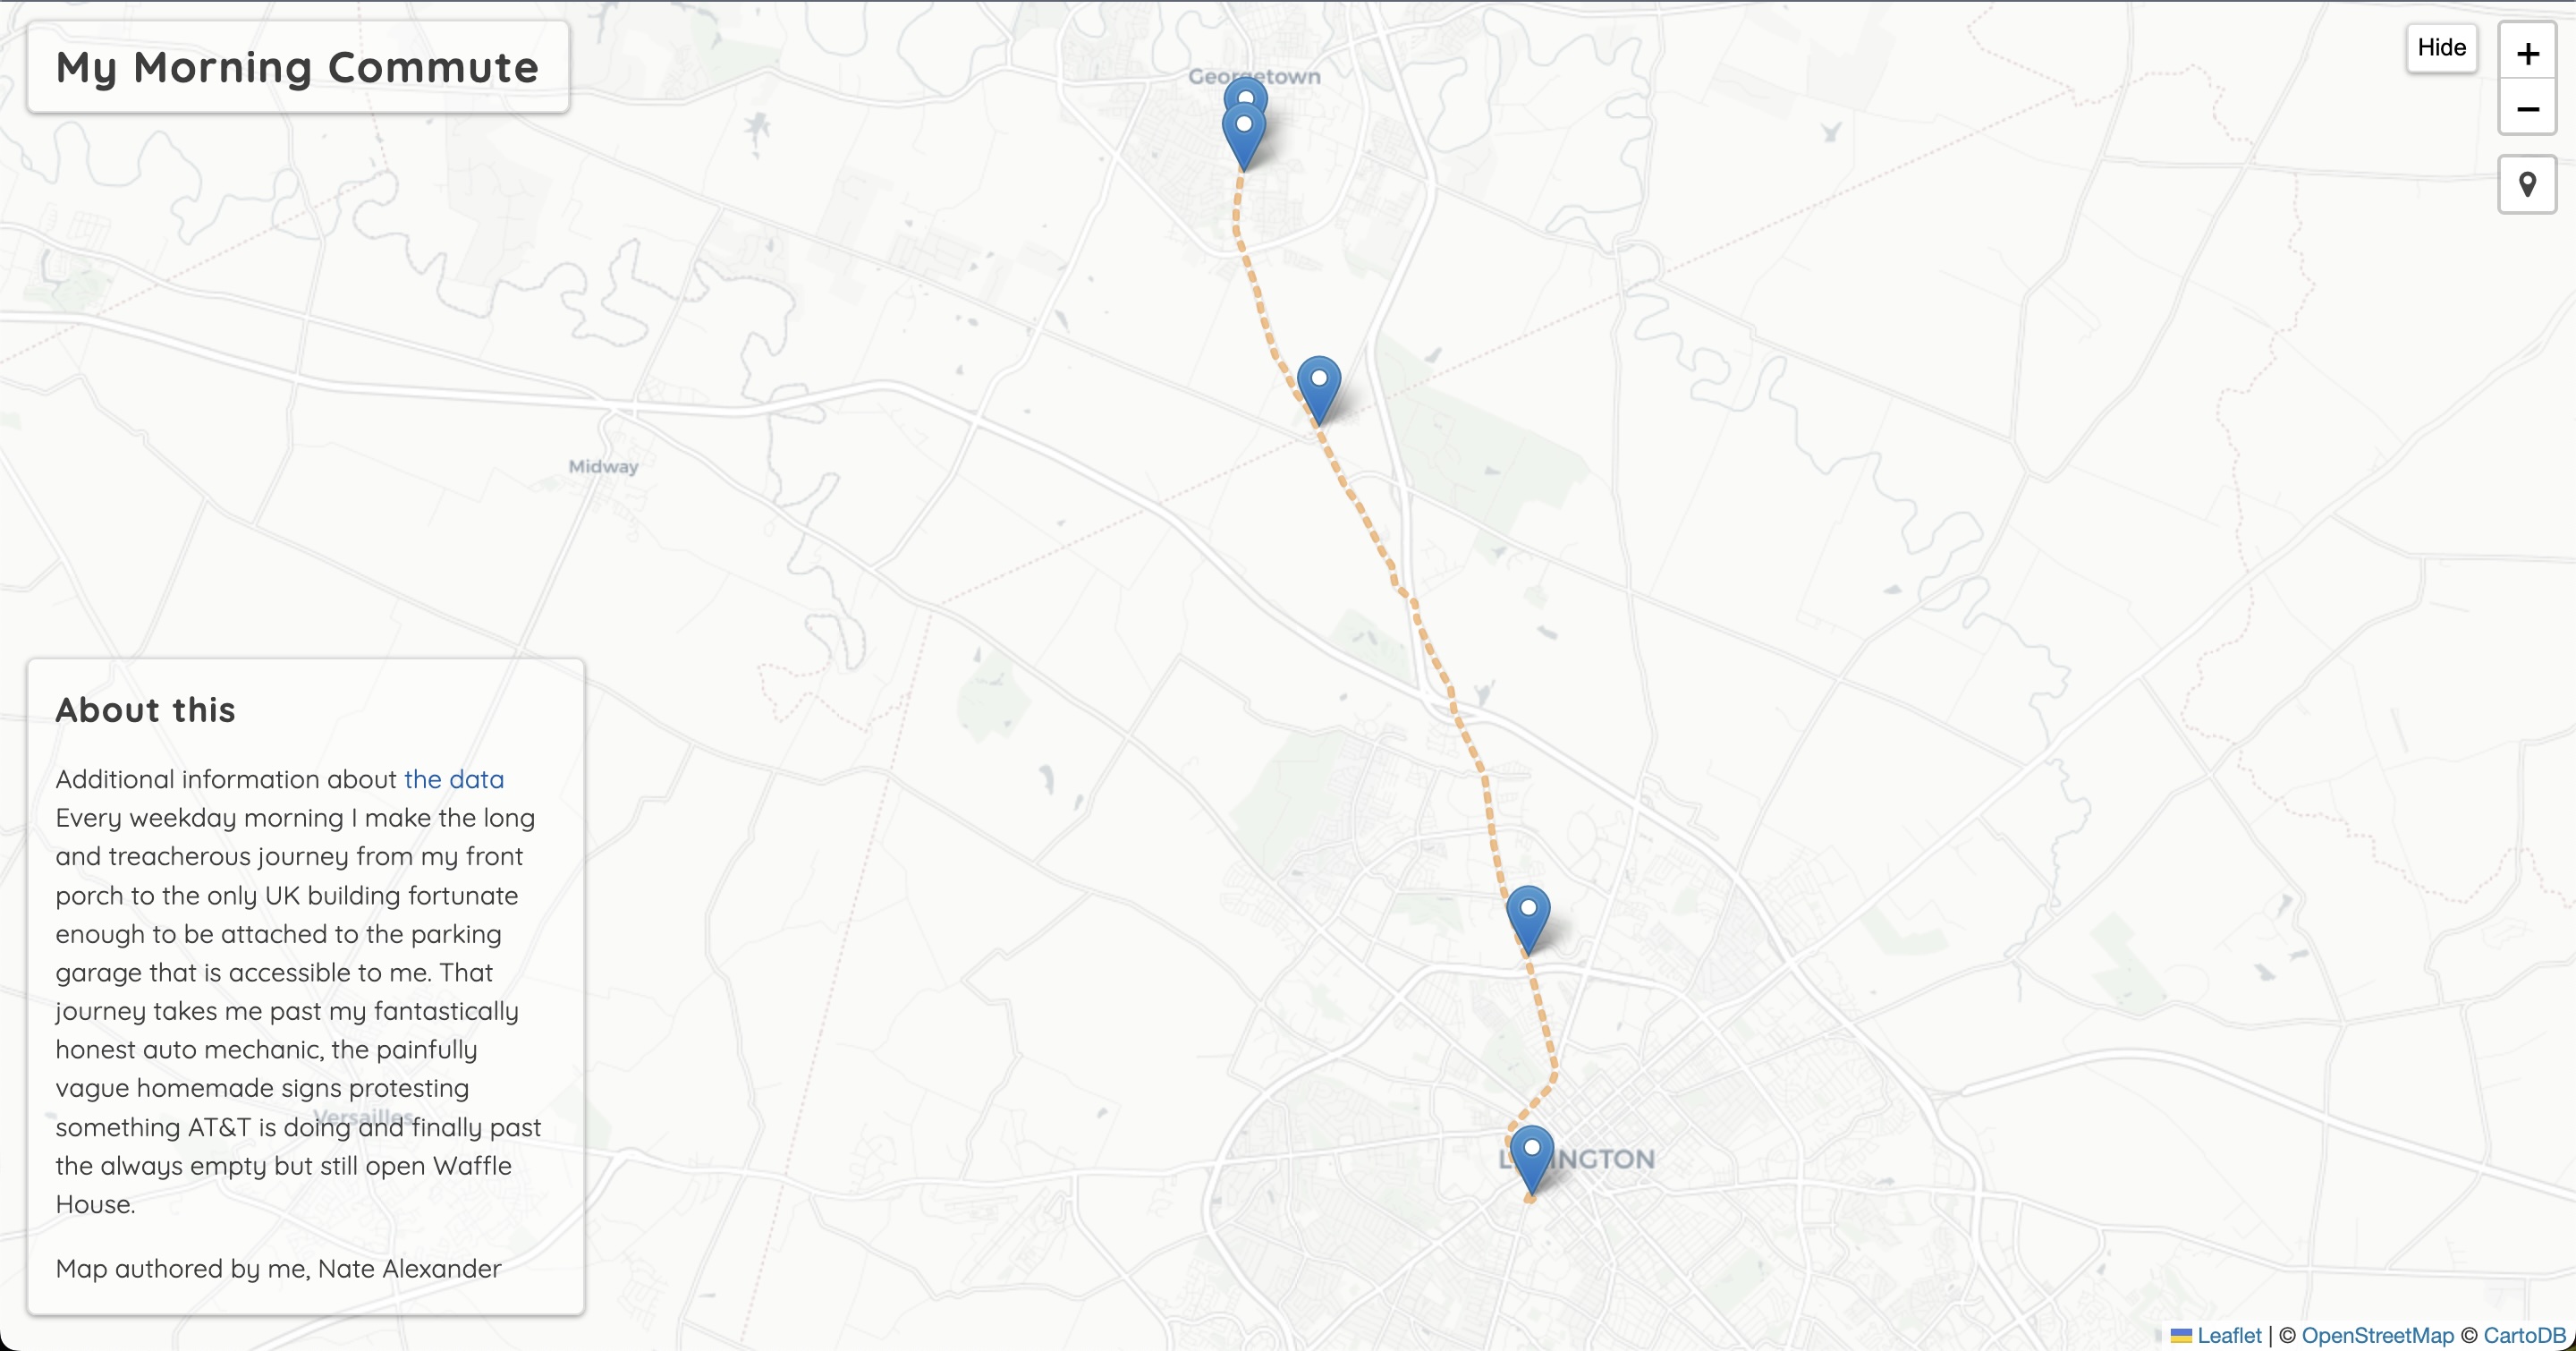 My Morning Commute
Georgetown
Hide
+
−
Midway
About this
Additional information about the data
Every weekday morning I make the long
and treacherous journey from my front
porch to the only UK building fortunate
enough to be attached to the parking
garage that is accessible to me. That
journey takes me past my fantastically
honest auto mechanic, the painfully
vague homemade signs protesting
something AT&T is doing and finally past
the always empty but still open Waffle
House.
Map authored by me, Nate Alexander
Versailles
Leaflet | © OpenStreetMap © CartoDB